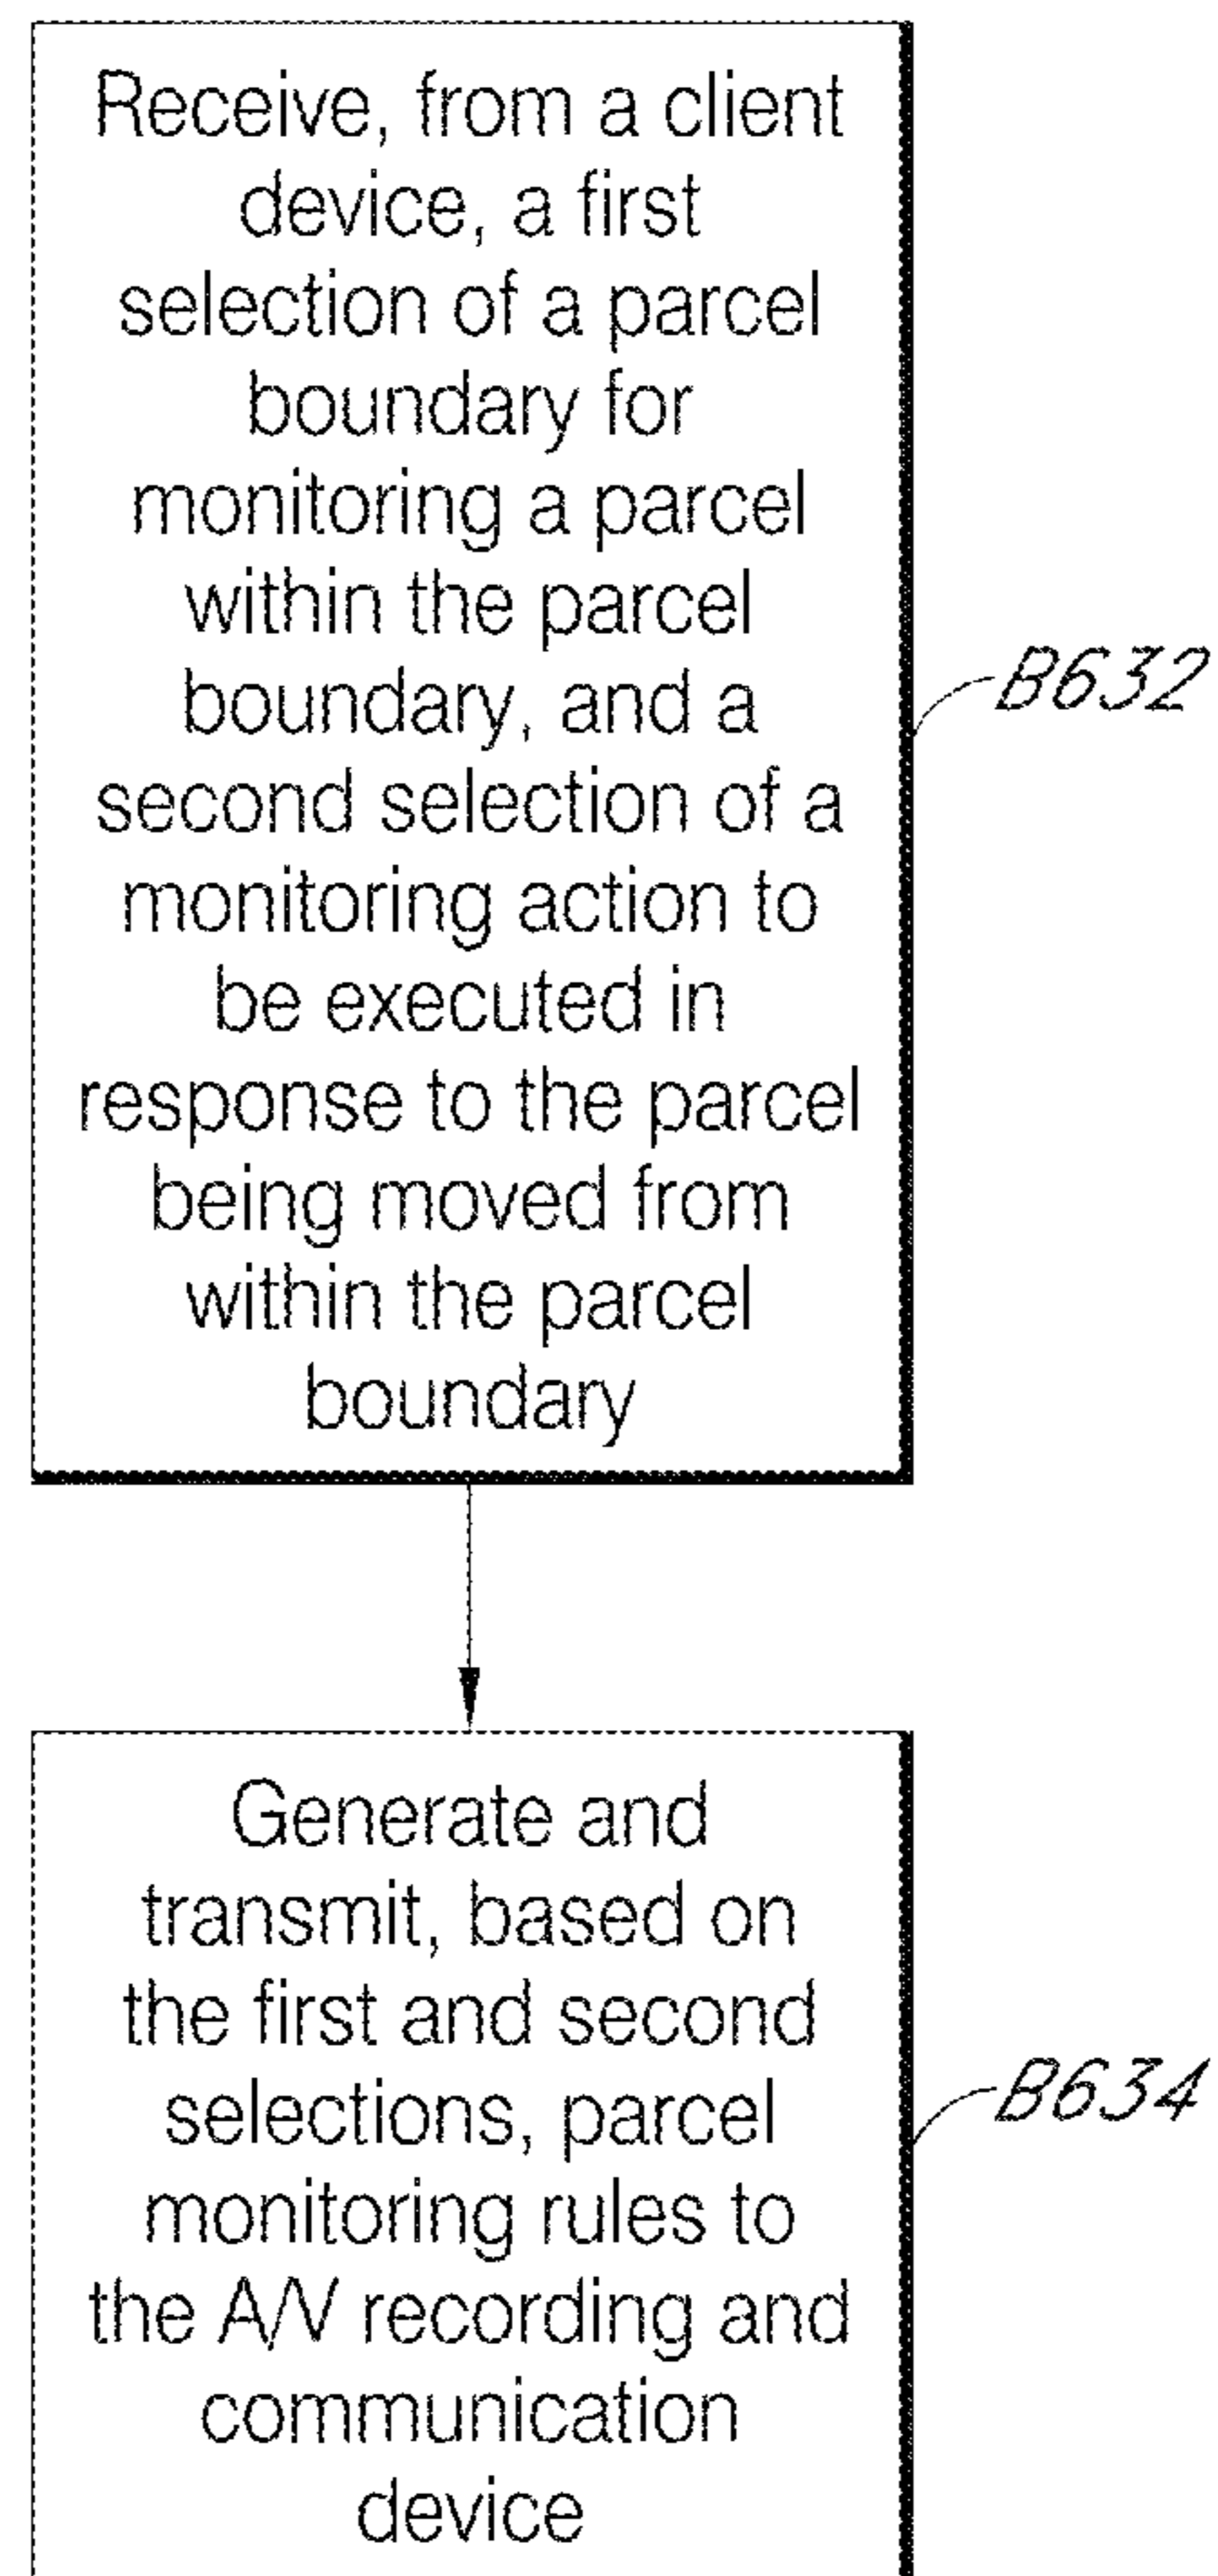 Receive, from a client
device, a first
selection of a parcel
boundary for
monitoring a parcel
within the parcel
boundary, and a
second selection of a
monitoring action to
be executed in
response to the parcel
being moved from
within the parcel
boundary
B632
Generate and
transmit, based on
the first and second
selections, parcel
monitoring rules to
the A/V recording and
communication
device
B634